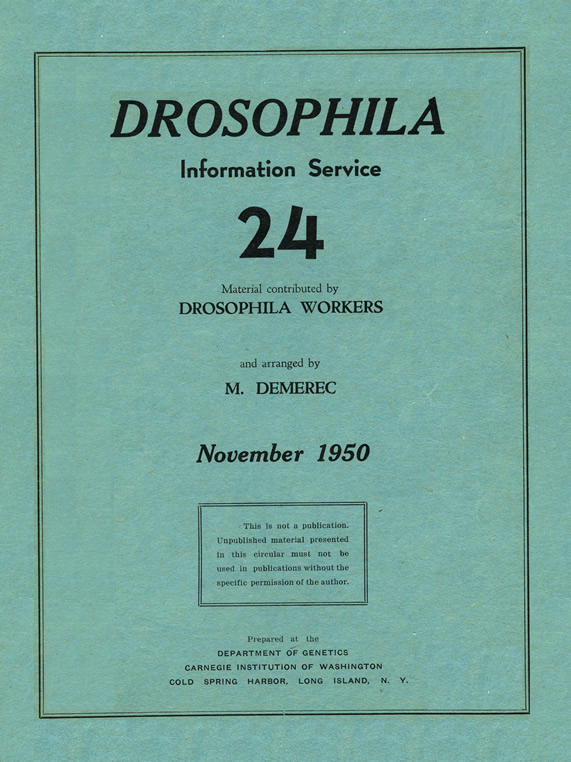 DROSOPHILA
Information Service
24
Material contributed by
DROSOPHILA WORKERS
and arranged by
M. DEMEREC
November 1950
This is not a publication.
Unpublished material presented
in this circular must not be
used in publications without the
specific permission of the author.
Prepared at the
DEPARTMENT OF GENETICS
CARNEGIE INSTITUTION OF WASHINGTON
COLD SPRING HARBOR, LONG ISLAND, N. Y.